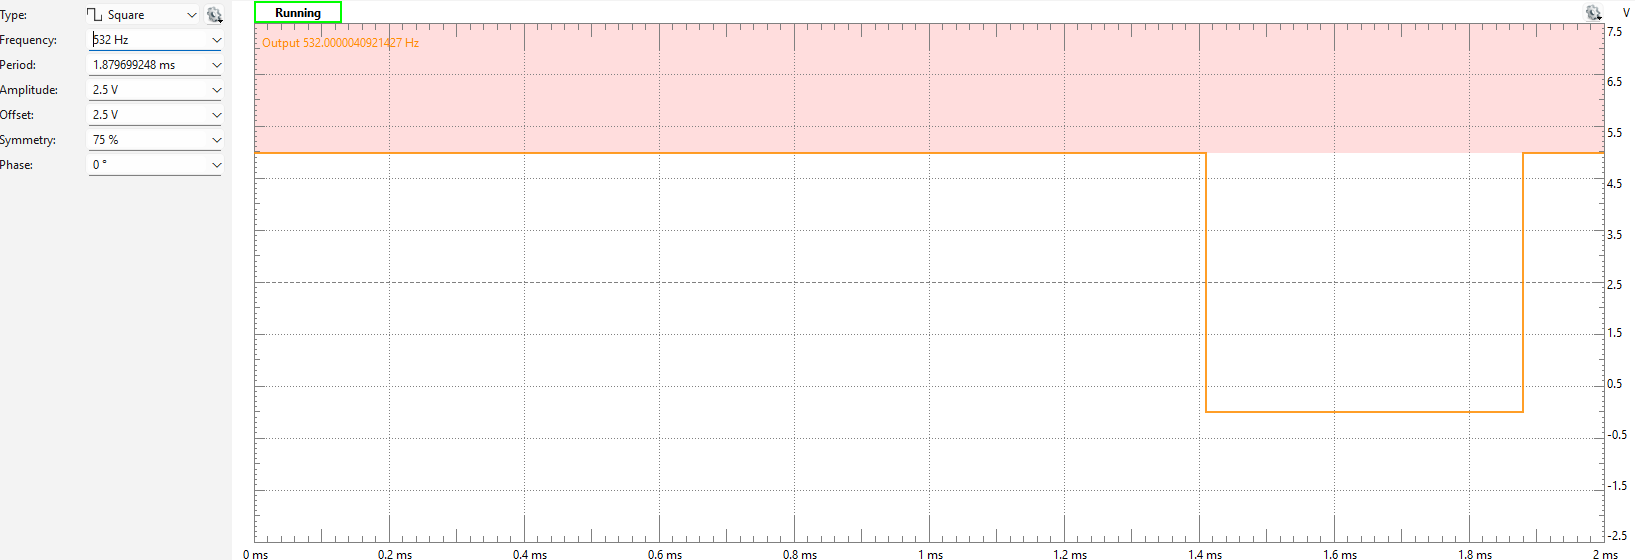 Type: Square
Frequency: 532 Hz
Period: 1.879699248 ms
Amplitude: 2.5 V
Offset: 2.5 V
Symmetry: 75 %
Phase: 0 °
Running
V
Output 532.0000040921427 Hz
7.5
6.5
5.5
4.5
3.5
2.5
1.5
0.5
-0.5
-1.5
-2.5
0 ms 0.2 ms 0.4 ms 0.6 ms 0.8 ms 1 ms 1.2 ms 1.4 ms 1.6 ms 1.8 ms 2 ms